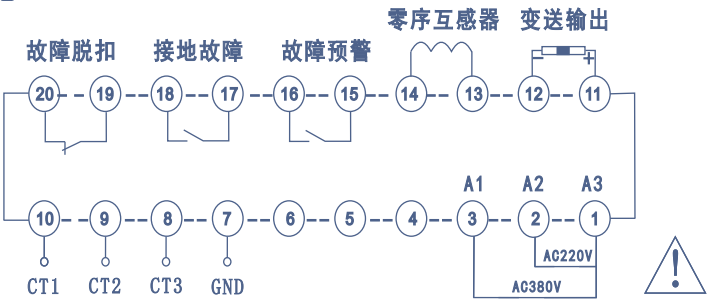 零序互感器 变送输出
故障脱扣 接地故障 故障预警
20 19 18 17 16 15 14 13 12 11
A1 A2 A3
10 9 8 7 6 5 4 3 2 1
AC220V
CT1 CT2 CT3 GND AC380V